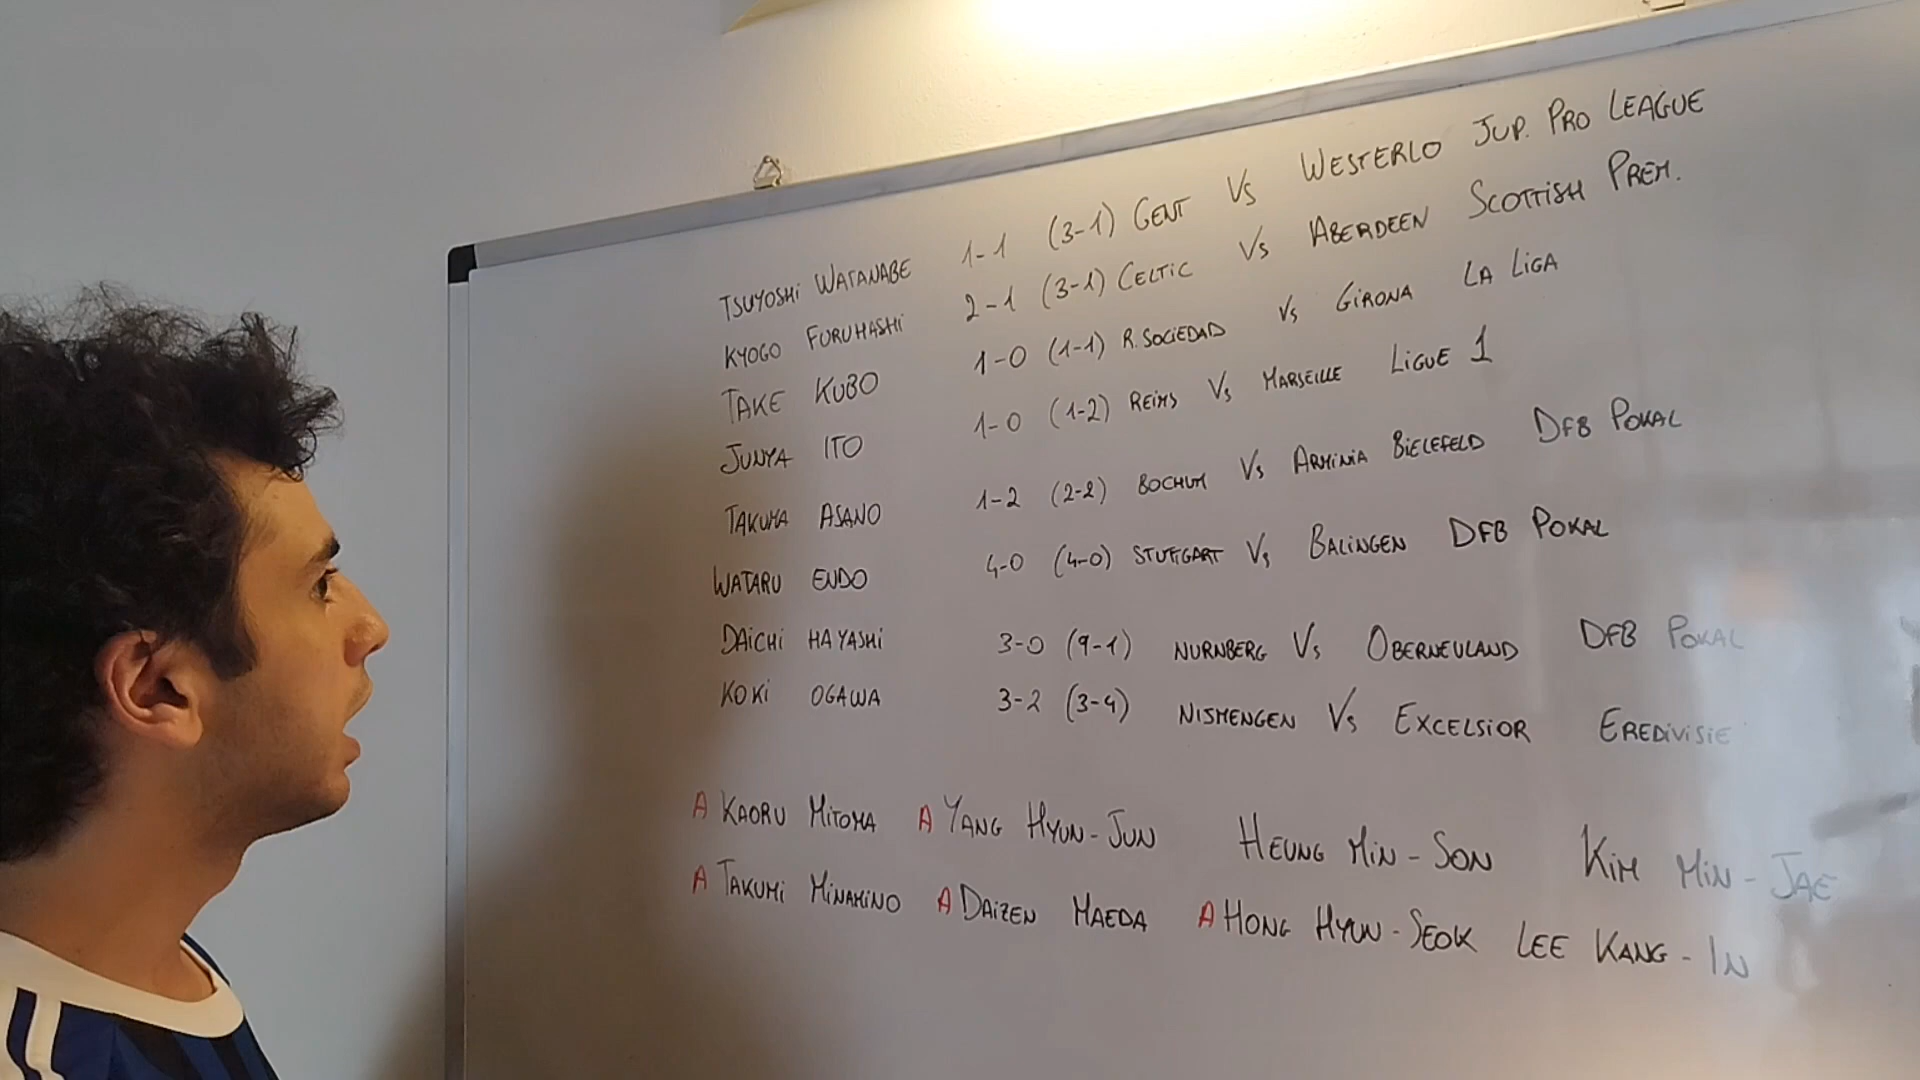 TSUYOSHI WATANABE 1-1 (3-1) GENT VS WESTERLO JUP. PRO LEAGUE
KYOGO FURUHASHI 2-1 (3-1) CELTIC VS ABERDEEN SCOTTISH PREM.
TAKE KUBO 1-0 (1-1) R. SOCIEDAD VS GIRONA LA LIGA
JUNYA ITO 1-0 (1-2) REIMS VS MARSEILLE LIGUE 1
TAKUMA ASANO 1-2 (2-2) BOCHUM VS ARMINIA BIELEFELD DFB POKAL
WATARU ENDO 4-0 (4-0) STUTTGART VS BALINGEN DFB POKAL
DAICHI HAYASHI 3-0 (9-1) NURNBERG VS OBERNEULAND DFB POKAL
KOKI OGAWA 3-2 (3-4) NISMENGEN VS EXCELSIOR EREDIVISIE
A KAORU MITOMA A YANG HYUN-JUN HEUNG MIN-SON KIM MIN-JAE
A TAKUMI MINAMINO A DAIZEN MAEDA A HONG HYUN-SEOK LEE KANG-IN